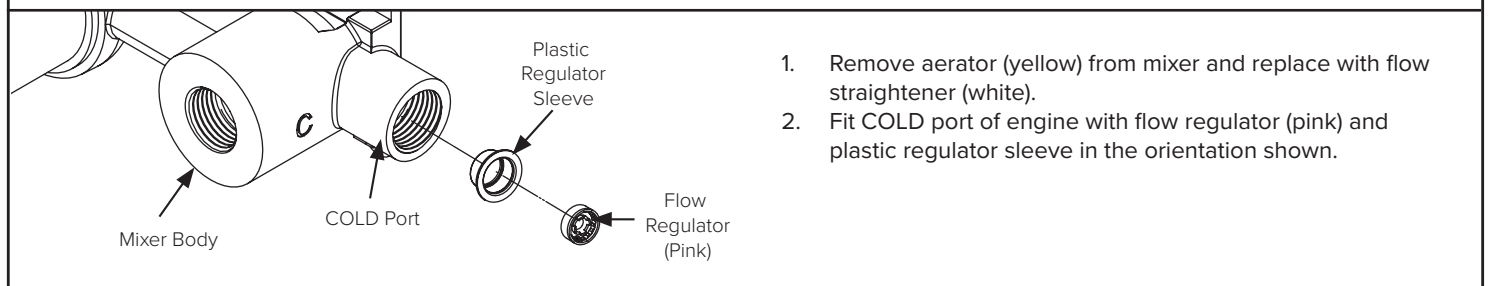 Plastic
Regulator
Sleeve
C
COLD Port
Mixer Body
Flow
Regulator
(Pink)
1. Remove aerator (yellow) from mixer and replace with flow
straightener (white).
2. Fit COLD port of engine with flow regulator (pink) and
plastic regulator sleeve in the orientation shown.